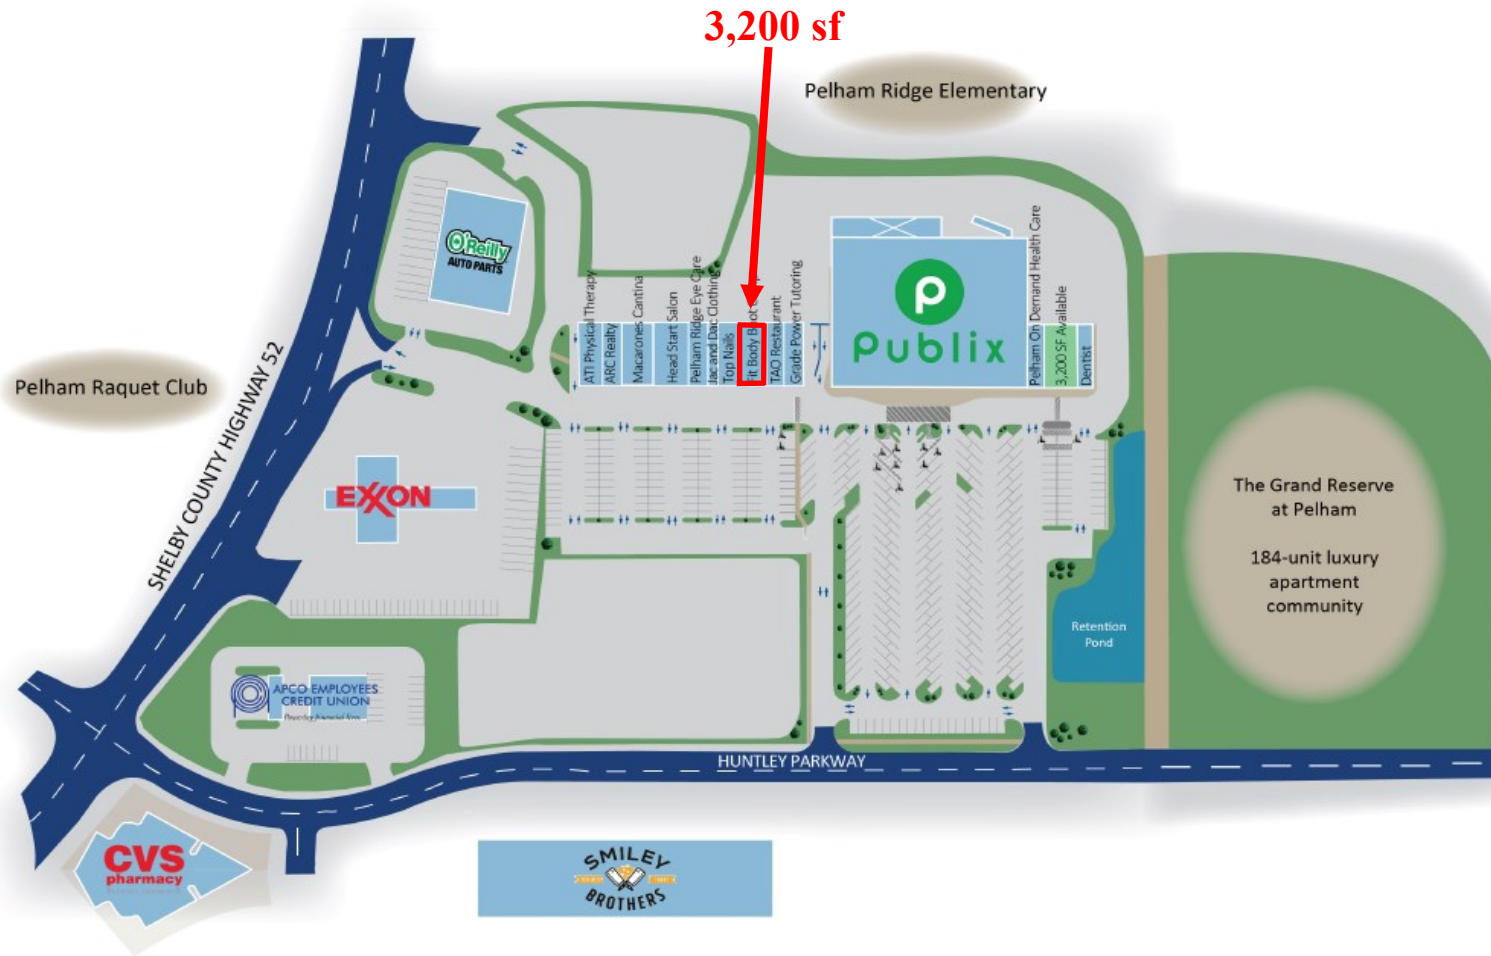 3,200 sf
Pelham Ridge Elementary
O'Reilly
AUTO PARTS
SHELBY COUNTY HIGHWAY 52
Pelham Raquet Club
ATI Physical Therapy
ARC Realty
Macarones Cantina
Head Start Salon
Pelham Ridge Eye Care
Jac and Dac Clothing
Top Nails
Fit Body Boot
TAO Restaurant
Grade Power Tutoring
P
Publix
Pelham On Demand Health Care
3,200 SF Available
Dentist
EXXON
The Grand Reserve
at Pelham
184-unit luxury
apartment
community
Retention
Pond
APCO EMPLOYEES
CREDIT UNION
HUNTLEY PARKWAY
CVS
pharmacy
SMILEY
BROTHERS